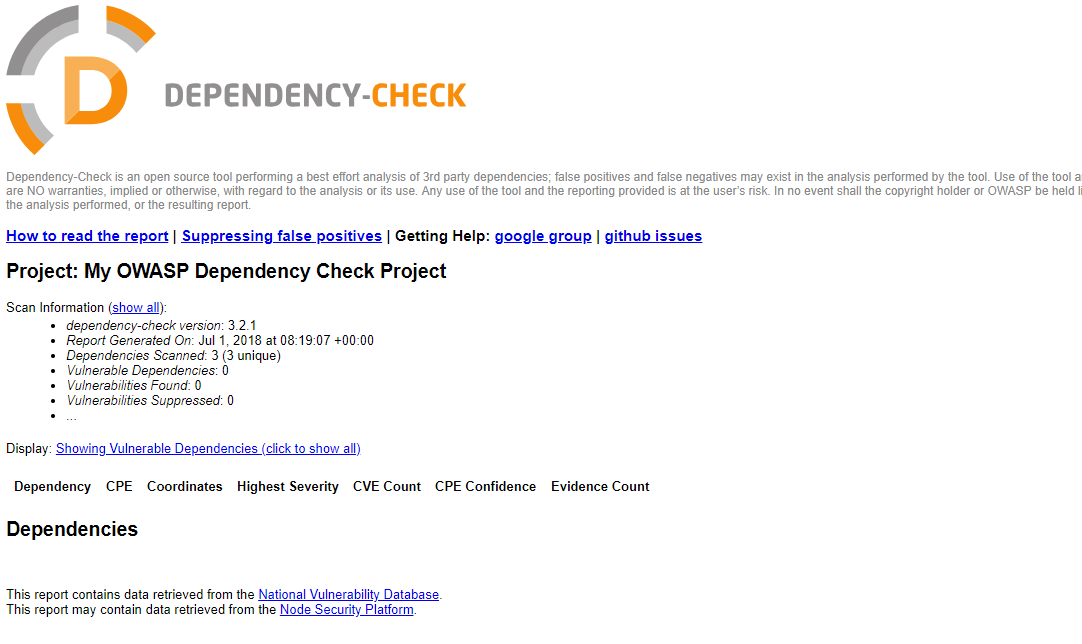 D
DEPENDENCY-CHECK
Dependency-Check is an open source tool performing a best effort analysis of 3rd party dependencies; false positives and false negatives may exist in the analysis performed by the tool. Use of the tool a
are NO warranties, implied or otherwise, with regard to the analysis or its use. Any use of the tool and the reporting provided is at the user's risk. In no event shall the copyright holder or OWASP be held li
the analysis performed, or the resulting report.
How to read the report | Suppressing false positives | Getting Help: google group | github issues
Project: My OWASP Dependency Check Project
Scan Information (show all):
• dependency-check version: 3.2.1
• Report Generated On: Jul 1, 2018 at 08:19:07 +00:00
• Dependencies Scanned: 3 (3 unique)
• Vulnerable Dependencies: 0
• Vulnerabilities Found: 0
• Vulnerabilities Suppressed: 0
• ...
Display: Showing Vulnerable Dependencies (click to show all)
Dependency CPE Coordinates Highest Severity CVE Count CPE Confidence Evidence Count
Dependencies
This report contains data retrieved from the National Vulnerability Database.
This report may contain data retrieved from the Node Security Platform.